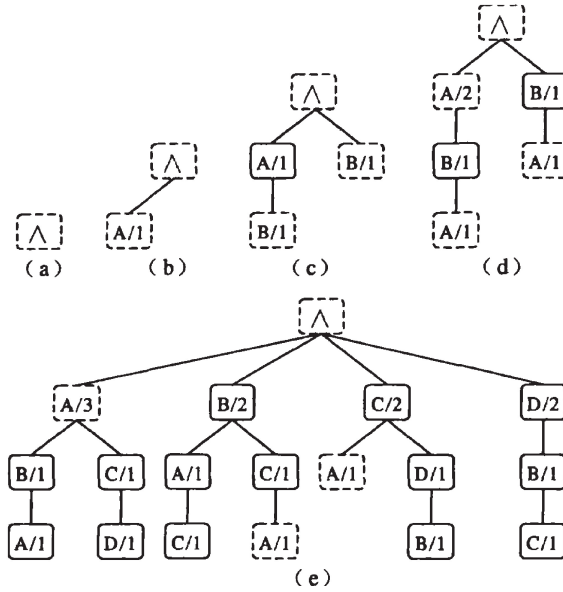 ∧
∧
A/1
∧
A/1 B/1
B/1
∧
A/2 B/1
B/1 A/1
A/1
(a) (b) (c) (d)
∧
A/3 B/2 C/2 D/2
B/1 C/1 A/1 C/1 A/1 D/1 B/1
A/1 D/1 C/1 A/1 B/1 C/1
(e)